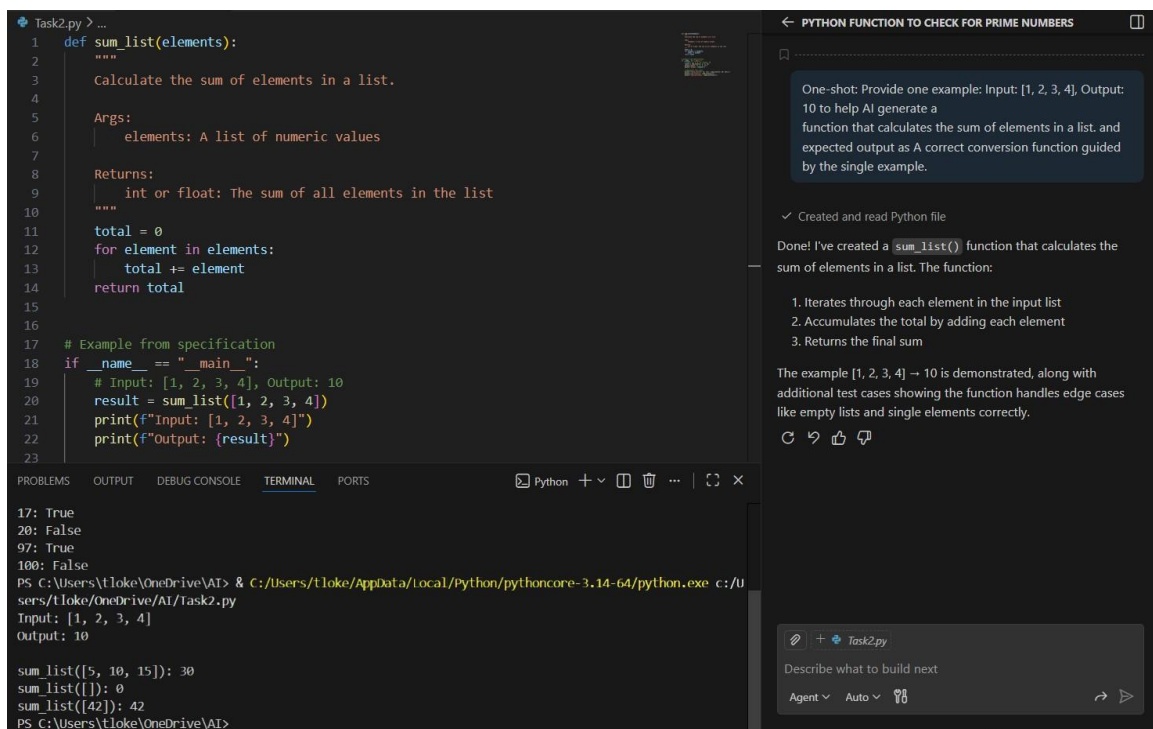 Task2.py > ...
1 def sum_list(elements):
2 """
3 Calculate the sum of elements in a list.
4
5 Args:
6 elements: A list of numeric values
7
8 Returns:
9 int or float: The sum of all elements in the list
10 """
11 total = 0
12 for element in elements:
13 total += element
14 return total
15
16
17 # Example from specification
18 if __name__ == "__main__":
19 # Input: [1, 2, 3, 4], Output: 10
20 result = sum_list([1, 2, 3, 4])
21 print(f"Input: [1, 2, 3, 4]")
22 print(f"Output: {result}")
23
PROBLEMS OUTPUT DEBUG CONSOLE TERMINAL PORTS Python
17: True
20: False
97: True
100: False
PS C:\Users\tloke\OneDrive\AI> & C:/Users/tloke/AppData/Local/Python/pythoncore-3.14-64/python.exe c:/U
sers/tloke/OneDrive/AI/Task2.py
Input: [1, 2, 3, 4]
Output: 10
sum_list([5, 10, 15]): 30
sum_list([]): 0
sum_list([42]): 42
PS C:\Users\tloke\OneDrive\AI>
PYTHON FUNCTION TO CHECK FOR PRIME NUMBERS
One-shot: Provide one example: Input: [1, 2, 3, 4], Output:
10 to help AI generate a
function that calculates the sum of elements in a list. and
expected output as A correct conversion function guided
by the single example.
Created and read Python file
Done! I've created a sum_list() function that calculates the
sum of elements in a list. The function:
1. Iterates through each element in the input list
2. Accumulates the total by adding each element
3. Returns the final sum
The example [1, 2, 3, 4] → 10 is demonstrated, along with
additional test cases showing the function handles edge cases
like empty lists and single elements correctly.
Task2.py
Describe what to build next
Agent Auto